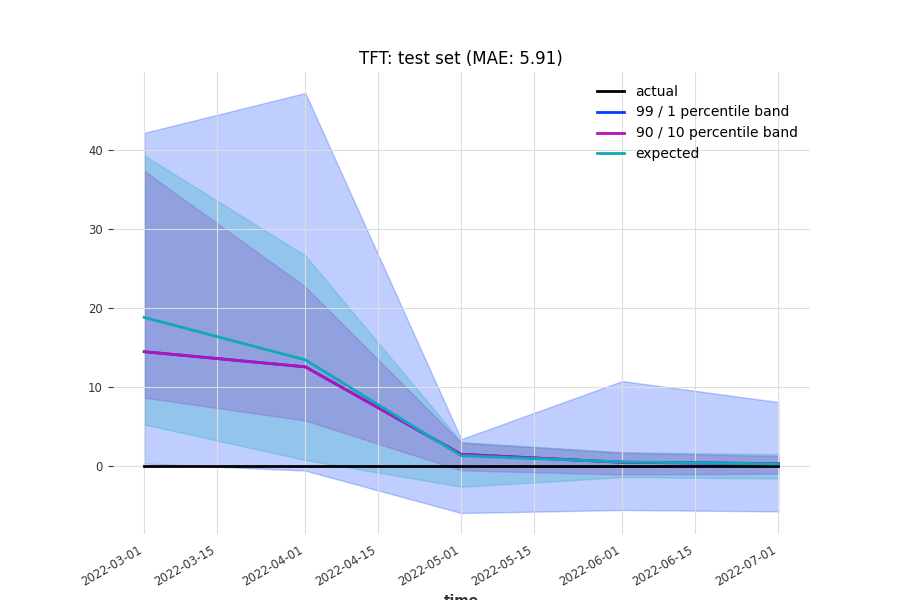 TFT: test set (MAE: 5.91)
actual
99 / 1 percentile band
90 / 10 percentile band
expected
40
30
20
10
0
2022-03-01
2022-03-15
2022-04-01
2022-04-15
2022-05-01
2022-05-15
2022-06-01
2022-06-15
2022-07-01
time